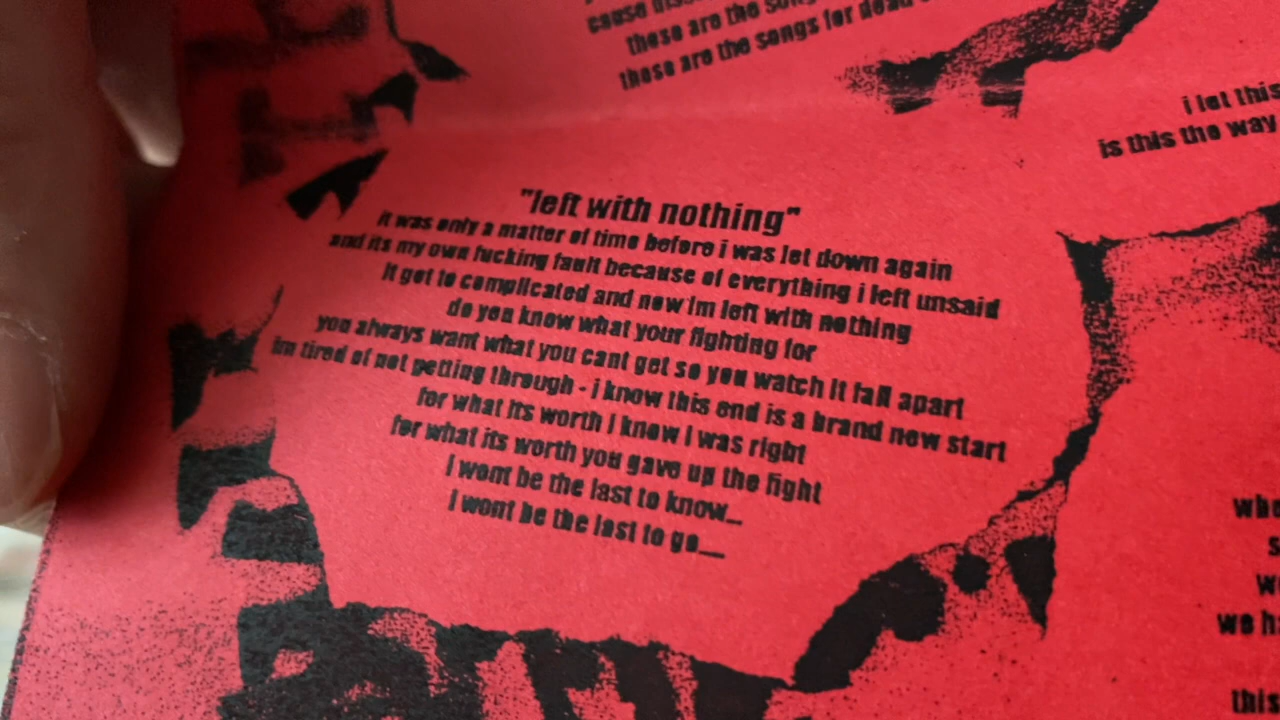 these are the songs for dead
i let this
is this the way
"left with nothing"
it was only a matter of time before i was let down again
and its my own fucking fault because of everything i left unsaid
it got to complicated and now im left with nothing
do you know what your fighting for
you always want what you cant get so you watch it fall apart
im tired of not getting through - i know this end is a brand new start
for what its worth I know I was right
for what its worth you gave up the fight
I wont be the last to know...
I wont be the last to go....
we
this